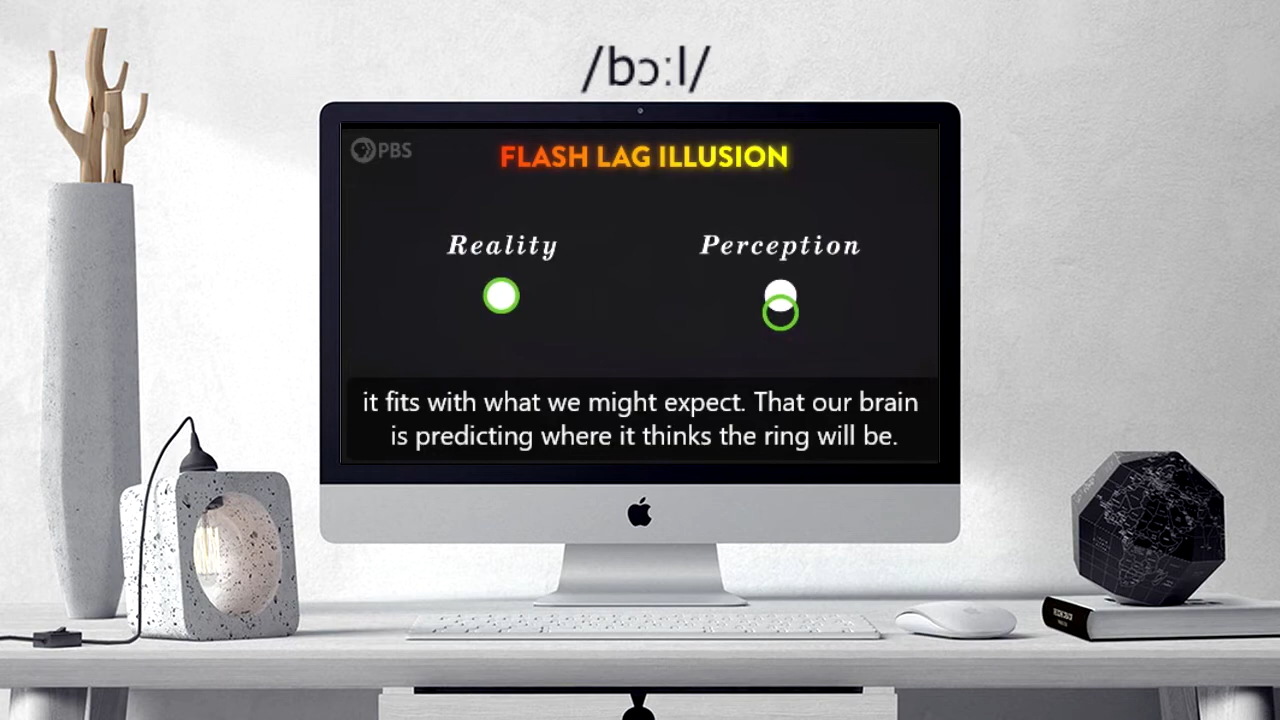 /bɔːl/
PBS
FLASH LAG ILLUSION
Reality
Perception
it fits with what we might expect. That our brain
is predicting where it thinks the ring will be.